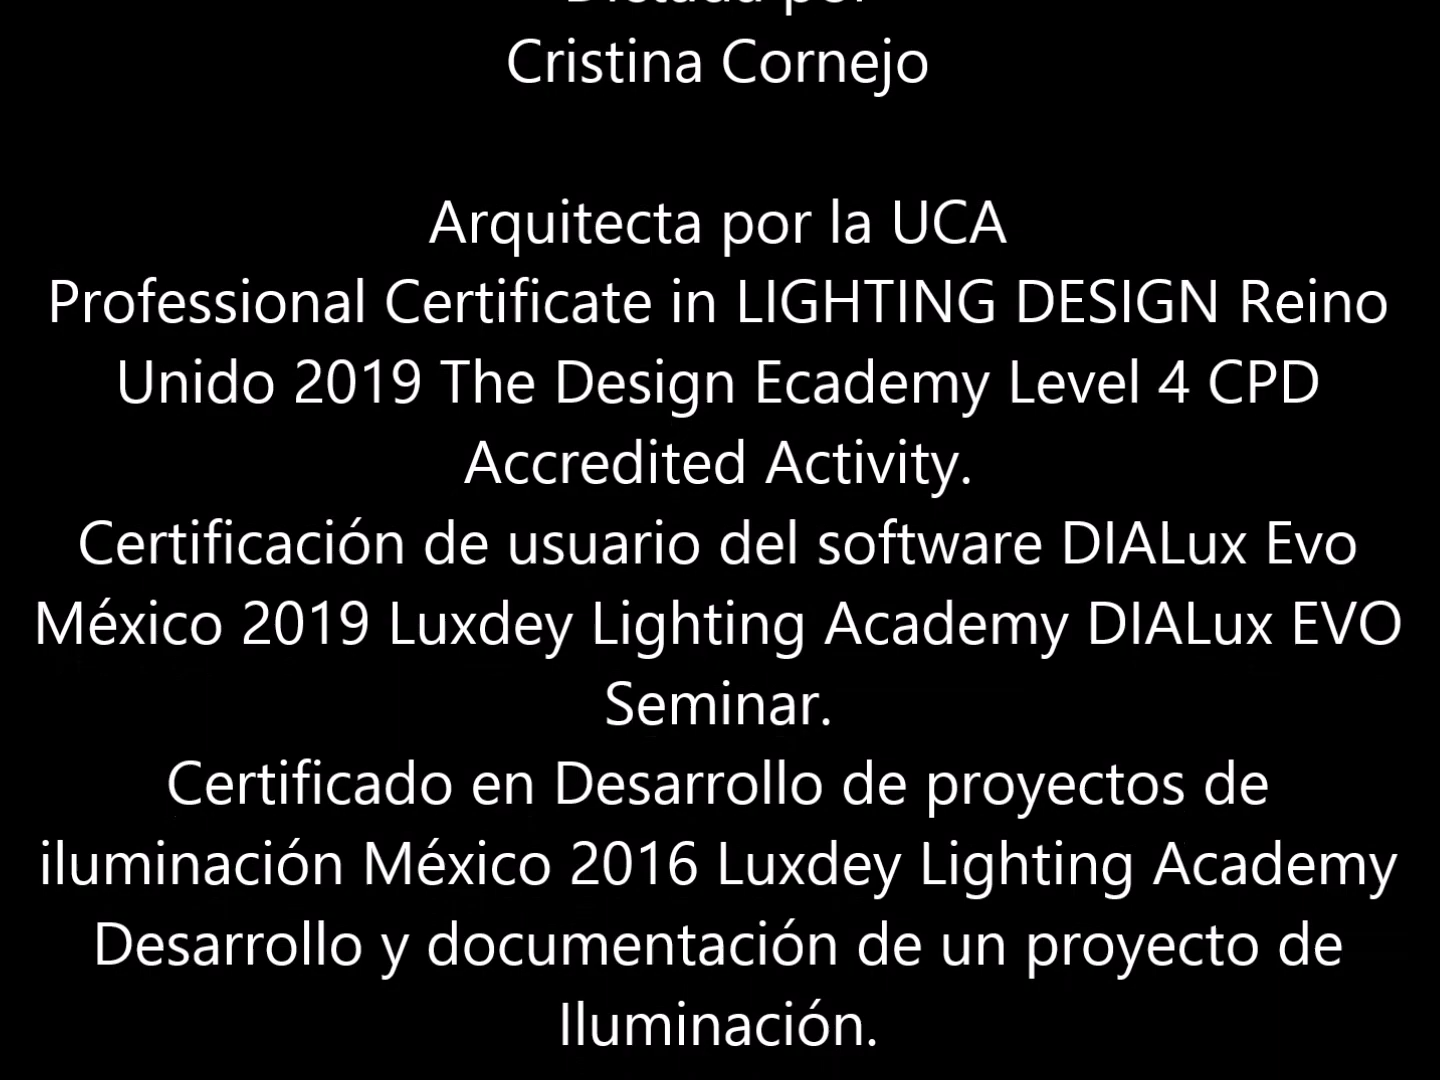 Dictada por
Cristina Cornejo
Arquitecta por la UCA
Professional Certificate in LIGHTING DESIGN Reino
Unido 2019 The Design Ecademy Level 4 CPD
Accredited Activity.
Certificación de usuario del software DIALux Evo
México 2019 Luxdey Lighting Academy DIALux EVO
Seminar.
Certificado en Desarrollo de proyectos de
iluminación México 2016 Luxdey Lighting Academy
Desarrollo y documentación de un proyecto de
Iluminación.